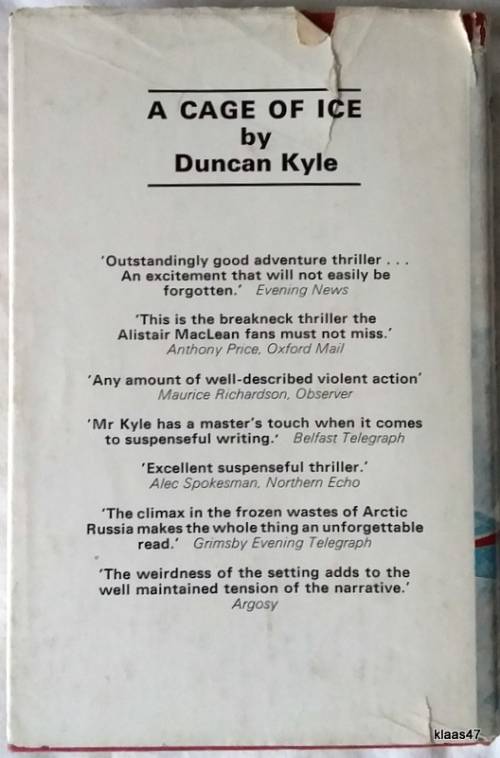 A CAGE OF ICE
by
Duncan Kyle
'Outstandingly good adventure thriller . . .
An excitement that will not easily be
forgotten.' Evening News
'This is the breakneck thriller the
Alistair MacLean fans must not miss.'
Anthony Price, Oxford Mail
'Any amount of well-described violent action'
Maurice Richardson, Observer
'Mr Kyle has a master's touch when it comes
to suspenseful writing.' Belfast Telegraph
'Excellent suspenseful thriller.'
Alec Spokesman, Northern Echo
'The climax in the frozen wastes of Arctic
Russia makes the whole thing an unforgettable
read.' Grimsby Evening Telegraph
'The weirdness of the setting adds to the
well maintained tension of the narrative.'
Argosy
klaas47